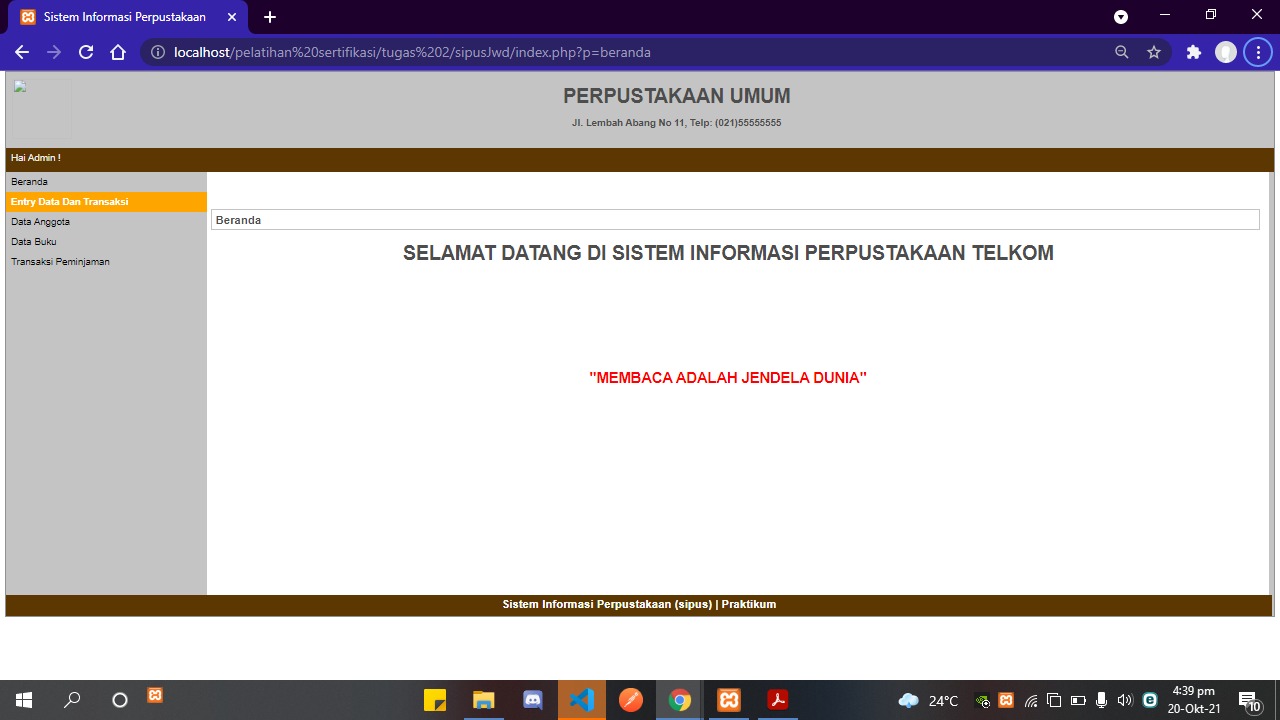 Sistem Informasi Perpustakaan
localhost/pelatihan%20sertifikasi/tugas%202/sipusJwd/index.php?p=beranda
PERPUSTAKAAN UMUM
Jl. Lembah Abang No 11, Telp: (021)55555555
Hai Admin !
Beranda
Entry Data Dan Transaksi
Data Anggota
Data Buku
Transaksi Peminjaman
Beranda
SELAMAT DATANG DI SISTEM INFORMASI PERPUSTAKAAN TELKOM
"MEMBACA ADALAH JENDELA DUNIA"
Sistem Informasi Perpustakaan (sipus) | Praktikum
24°C
4:39 pm
20-Okt-21
10